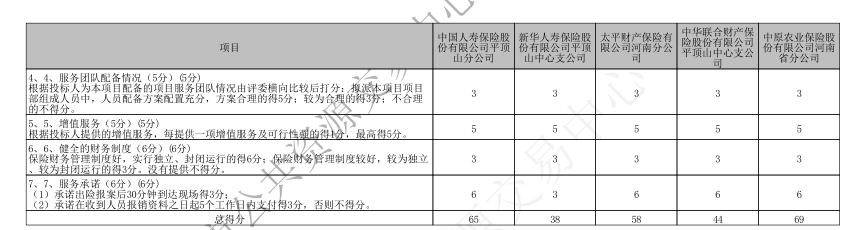 项目
中国人寿保险股份有限公司平顶山分公司
新华人寿保险股份有限公司平顶山中心支公司
太平财产保险有限公司河南分公司
中华联合财产保险股份有限公司平顶山中心支公司
中原农业保险股份有限公司河南省分公司
4、4、服务团队配备情况（5分）(5分)
根据投标人为本项目配备的项目服务团队情况由评委横向比较后打分：拟派本项目项目
部组成人员中，人员配备方案配置充分，方案合理的得5分；较为合理的得3分；不合理
的不得分。
3 3 3 3 3
5、5、增值服务（5分）(5分)
根据投标人提供的增值服务，每提供一项增值服务及可行性理的得1分，最高得5分。
5 5 5 5 5
6、6、健全的财务制度（6分）(6分)
保险财务管理制度好，实行独立、封闭运行的得6分；保险财务管理制度较好，较为独立
、较为封闭运行的得3分。没有提供不得分。
3 3 3 3 3
7、7、服务承诺（6分）(6分)
（1）承诺出险报案后30分钟到达现场得3分；
（2）承诺在收到人员报销资料之日起5个工作日内支付得3分，否则不得分。
6 3 6 6 6
总得分 65 38 58 44 69
公共资源交易中心
源交易中心